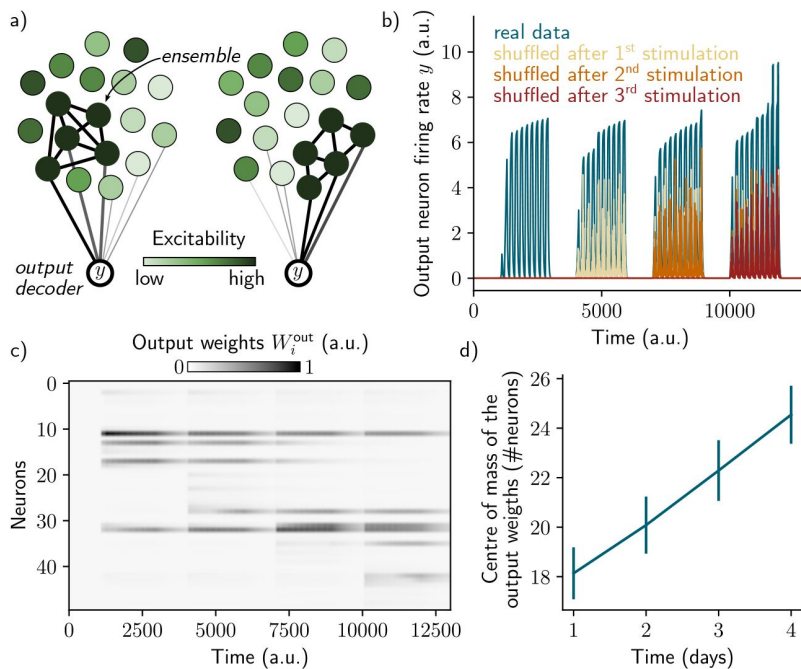 a)
ensemble
Excitability
low
high
output
decoder
y
y
b)
Output neuron firing rate y (a.u.)
10
8
6
4
2
0
real data
shuffled after 1st stimulation
shuffled after 2nd stimulation
shuffled after 3rd stimulation
0
5000
10000
Time (a.u.)
c)
Output weights W_i^out (a.u.)
0
1
Neurons
0
10
20
30
40
0
2500
5000
7500
10000
12500
Time (a.u.)
d)
Centre of mass of the
output weigths (#neurons)
26
24
22
20
18
1
2
3
4
Time (days)